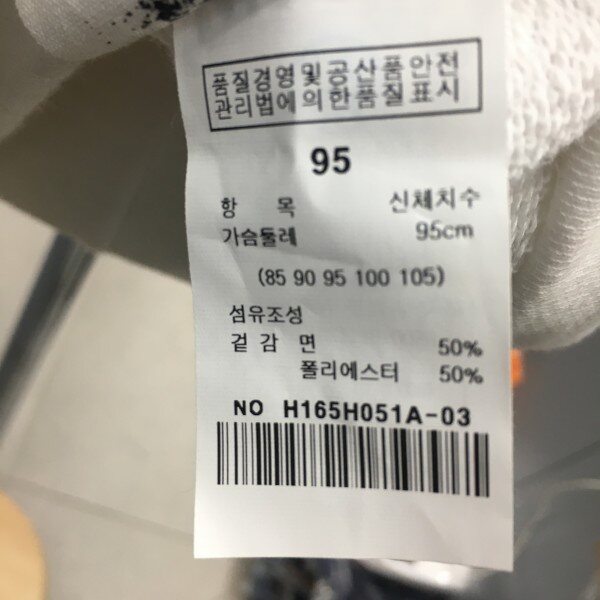 품질경영및공산품안전
관리법에의한품질표시
95
항 목 신체치수
가슴둘레 95cm
(85 90 95 100 105)
섬유조성
겉 감 면 50%
폴리에스터 50%
NO H165H051A-03